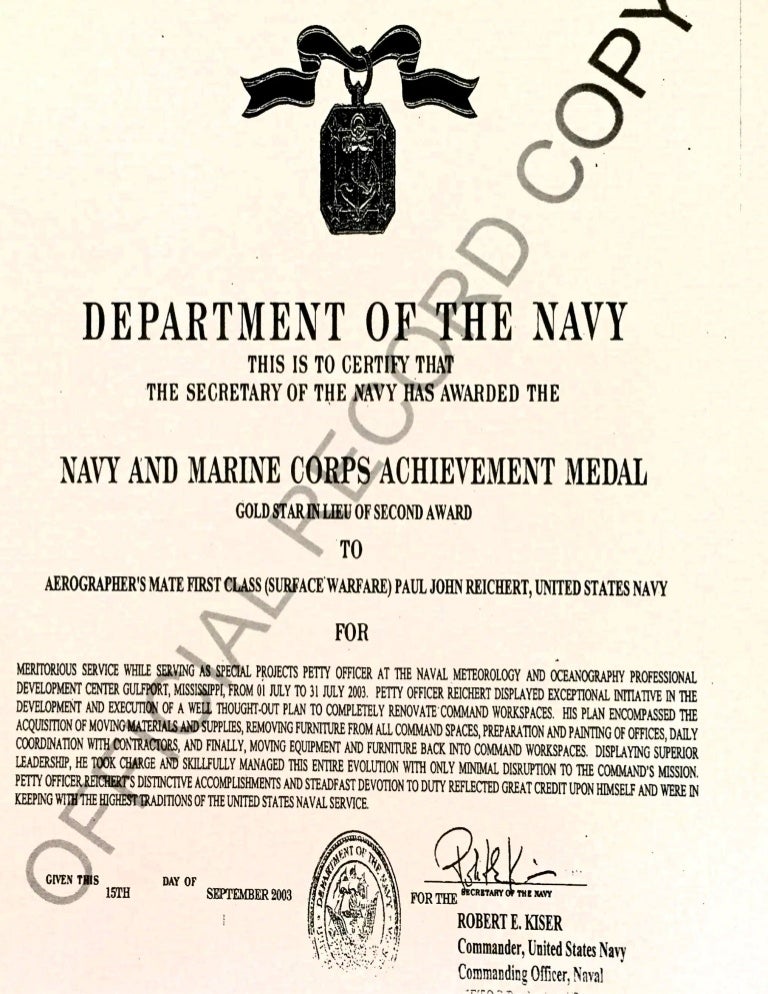 DEPARTMENT OF THE NAVY
THIS IS TO CERTIFY THAT
THE SECRETARY OF THE NAVY HAS AWARDED THE
NAVY AND MARINE CORPS ACHIEVEMENT MEDAL
GOLD STAR IN LIEU OF SECOND AWARD
TO
AEROGRAPHER'S MATE FIRST CLASS (SURFACE WARFARE) PAUL JOHN REICHERT, UNITED STATES NAVY
FOR
MERITORIOUS SERVICE WHILE SERVING AS SPECIAL PROJECTS PETTY OFFICER AT THE NAVAL METEOROLOGY AND OCEANOGRAPHY PROFESSIONAL
DEVELOPMENT CENTER GULFPORT, MISSISSIPPI, FROM 01 JULY TO 31 JULY 2003. PETTY OFFICER REICHERT DISPLAYED EXCEPTIONAL INITIATIVE IN THE
DEVELOPMENT AND EXECUTION OF A WELL THOUGHT-OUT PLAN TO COMPLETELY RENOVATE COMMAND WORKSPACES. HIS PLAN ENCOMPASSED THE
ACQUISITION OF MOVING MATERIALS AND SUPPLIES, REMOVING FURNITURE FROM ALL COMMAND SPACES, PREPARATION AND PAINTING OF OFFICES, DAILY
COORDINATION WITH CONTRACTORS, AND FINALLY, MOVING EQUIPMENT AND FURNITURE BACK INTO COMMAND WORKSPACES. DISPLAYING SUPERIOR
LEADERSHIP, HE TOOK CHARGE AND SKILLFULLY MANAGED THIS ENTIRE EVOLUTION WITH ONLY MINIMAL DISRUPTION TO THE COMMAND'S MISSION.
PETTY OFFICER REICHERT'S DISTINCTIVE ACCOMPLISHMENTS AND STEADFAST DEVOTION TO DUTY REFLECTED GREAT CREDIT UPON HIMSELF AND WERE IN
KEEPING WITH THE HIGHEST TRADITIONS OF THE UNITED STATES NAVAL SERVICE.
GIVEN THIS 15TH DAY OF SEPTEMBER 2003
DEPARTMENT OF THE NAVY
FOR THE SECRETARY OF THE NAVY
ROBERT E. KISER
Commander, United States Navy
Commanding Officer, Naval
OFFICIAL RECORD COPY